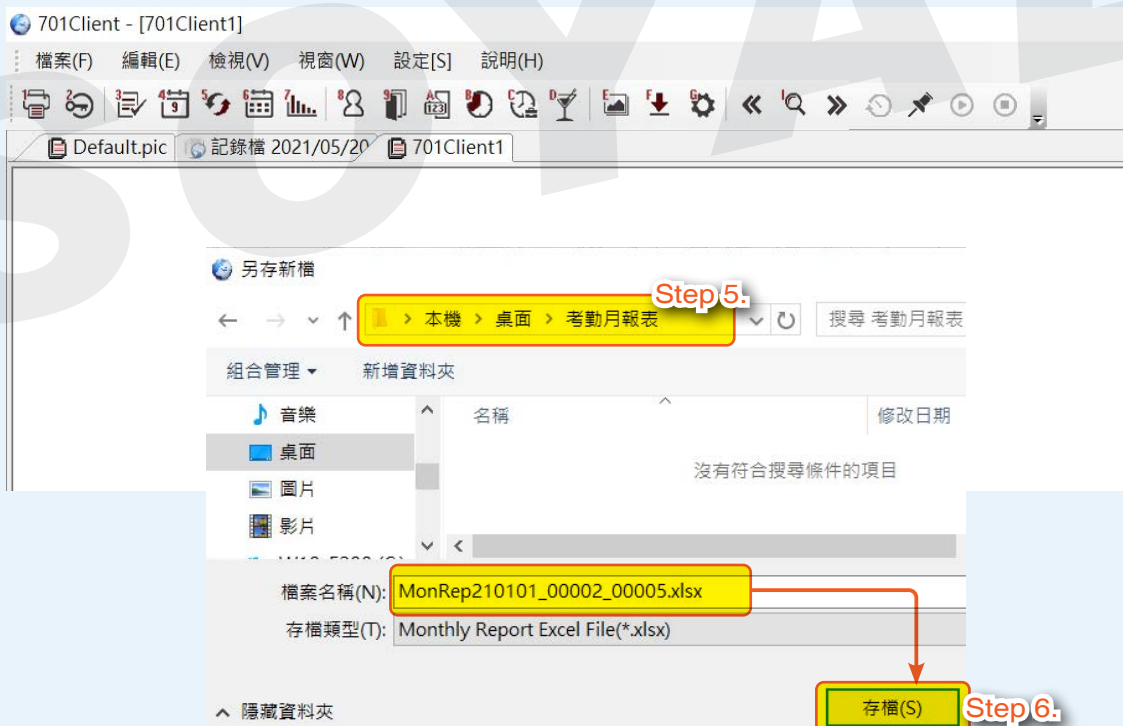 701Client - [701Client1]
檔案(F) 編輯(E) 檢視(V) 視窗(W) 設定[S] 說明(H)
Default.pic 記錄檔 2021/05/20 701Client1
另存新檔
Step 5.
本機 > 桌面 > 考勤月報表
搜尋 考勤月報表
組合管理 新增資料夾
音樂 名稱 修改日期
桌面
沒有符合搜尋條件的項目
圖片
影片
檔案名稱(N): MonRep210101_00002_00005.xlsx
存檔類型(T): Monthly Report Excel File(*.xlsx)
隱藏資料夾 存檔(S) Step 6.